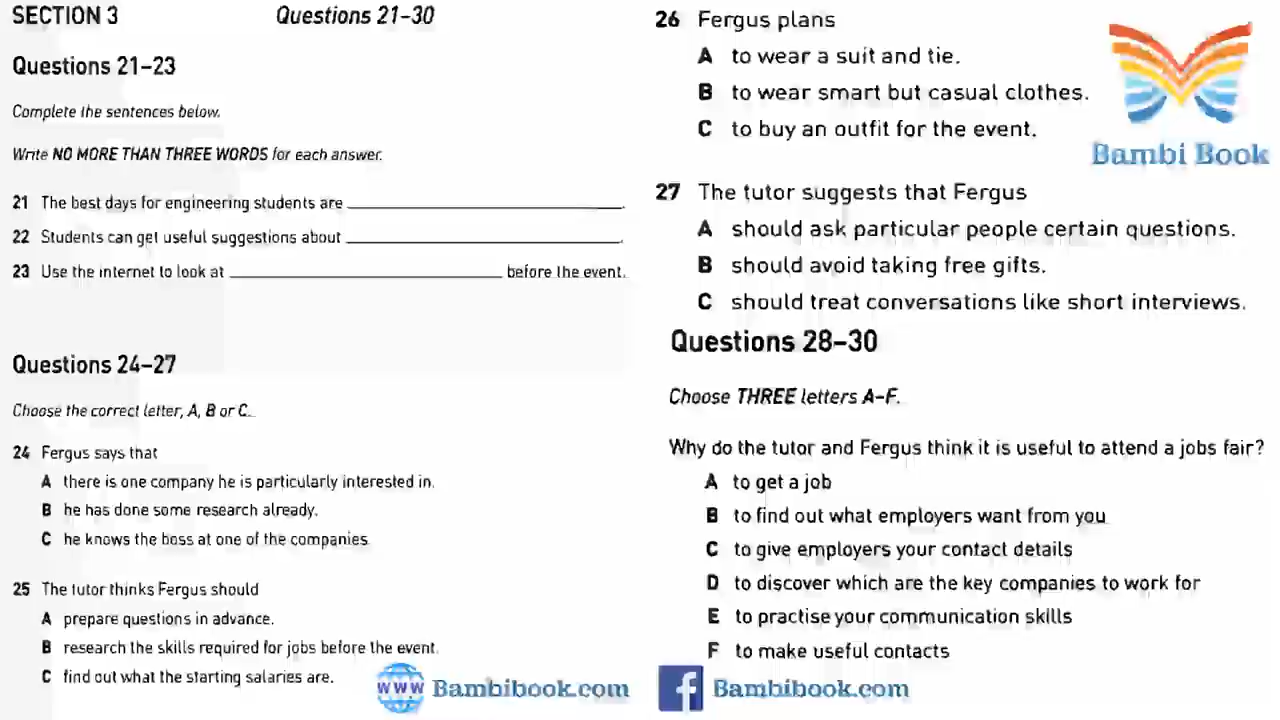 SECTION 3 Questions 21–30
Questions 21–23
Complete the sentences below.
Write NO MORE THAN THREE WORDS for each answer.
21 The best days for engineering students are ____________________.
22 Students can get useful suggestions about ____________________.
23 Use the internet to look at ____________________ before the event.
Questions 24–27
Choose the correct letter, A, B or C.
24 Fergus says that
A there is one company he is particularly interested in.
B he has done some research already.
C he knows the boss at one of the companies.
25 The tutor thinks Fergus should
A prepare questions in advance.
B research the skills required for jobs before the event.
C find out what the starting salaries are.
www Bambibook.com
26 Fergus plans
A to wear a suit and tie.
B to wear smart but casual clothes.
C to buy an outfit for the event.
Bambi Book
27 The tutor suggests that Fergus
A should ask particular people certain questions.
B should avoid taking free gifts.
C should treat conversations like short interviews.
Questions 28–30
Choose THREE letters A–F.
Why do the tutor and Fergus think it is useful to attend a jobs fair?
A to get a job
B to find out what employers want from you
C to give employers your contact details
D to discover which are the key companies to work for
E to practise your communication skills
F to make useful contacts
f Bambibook.com